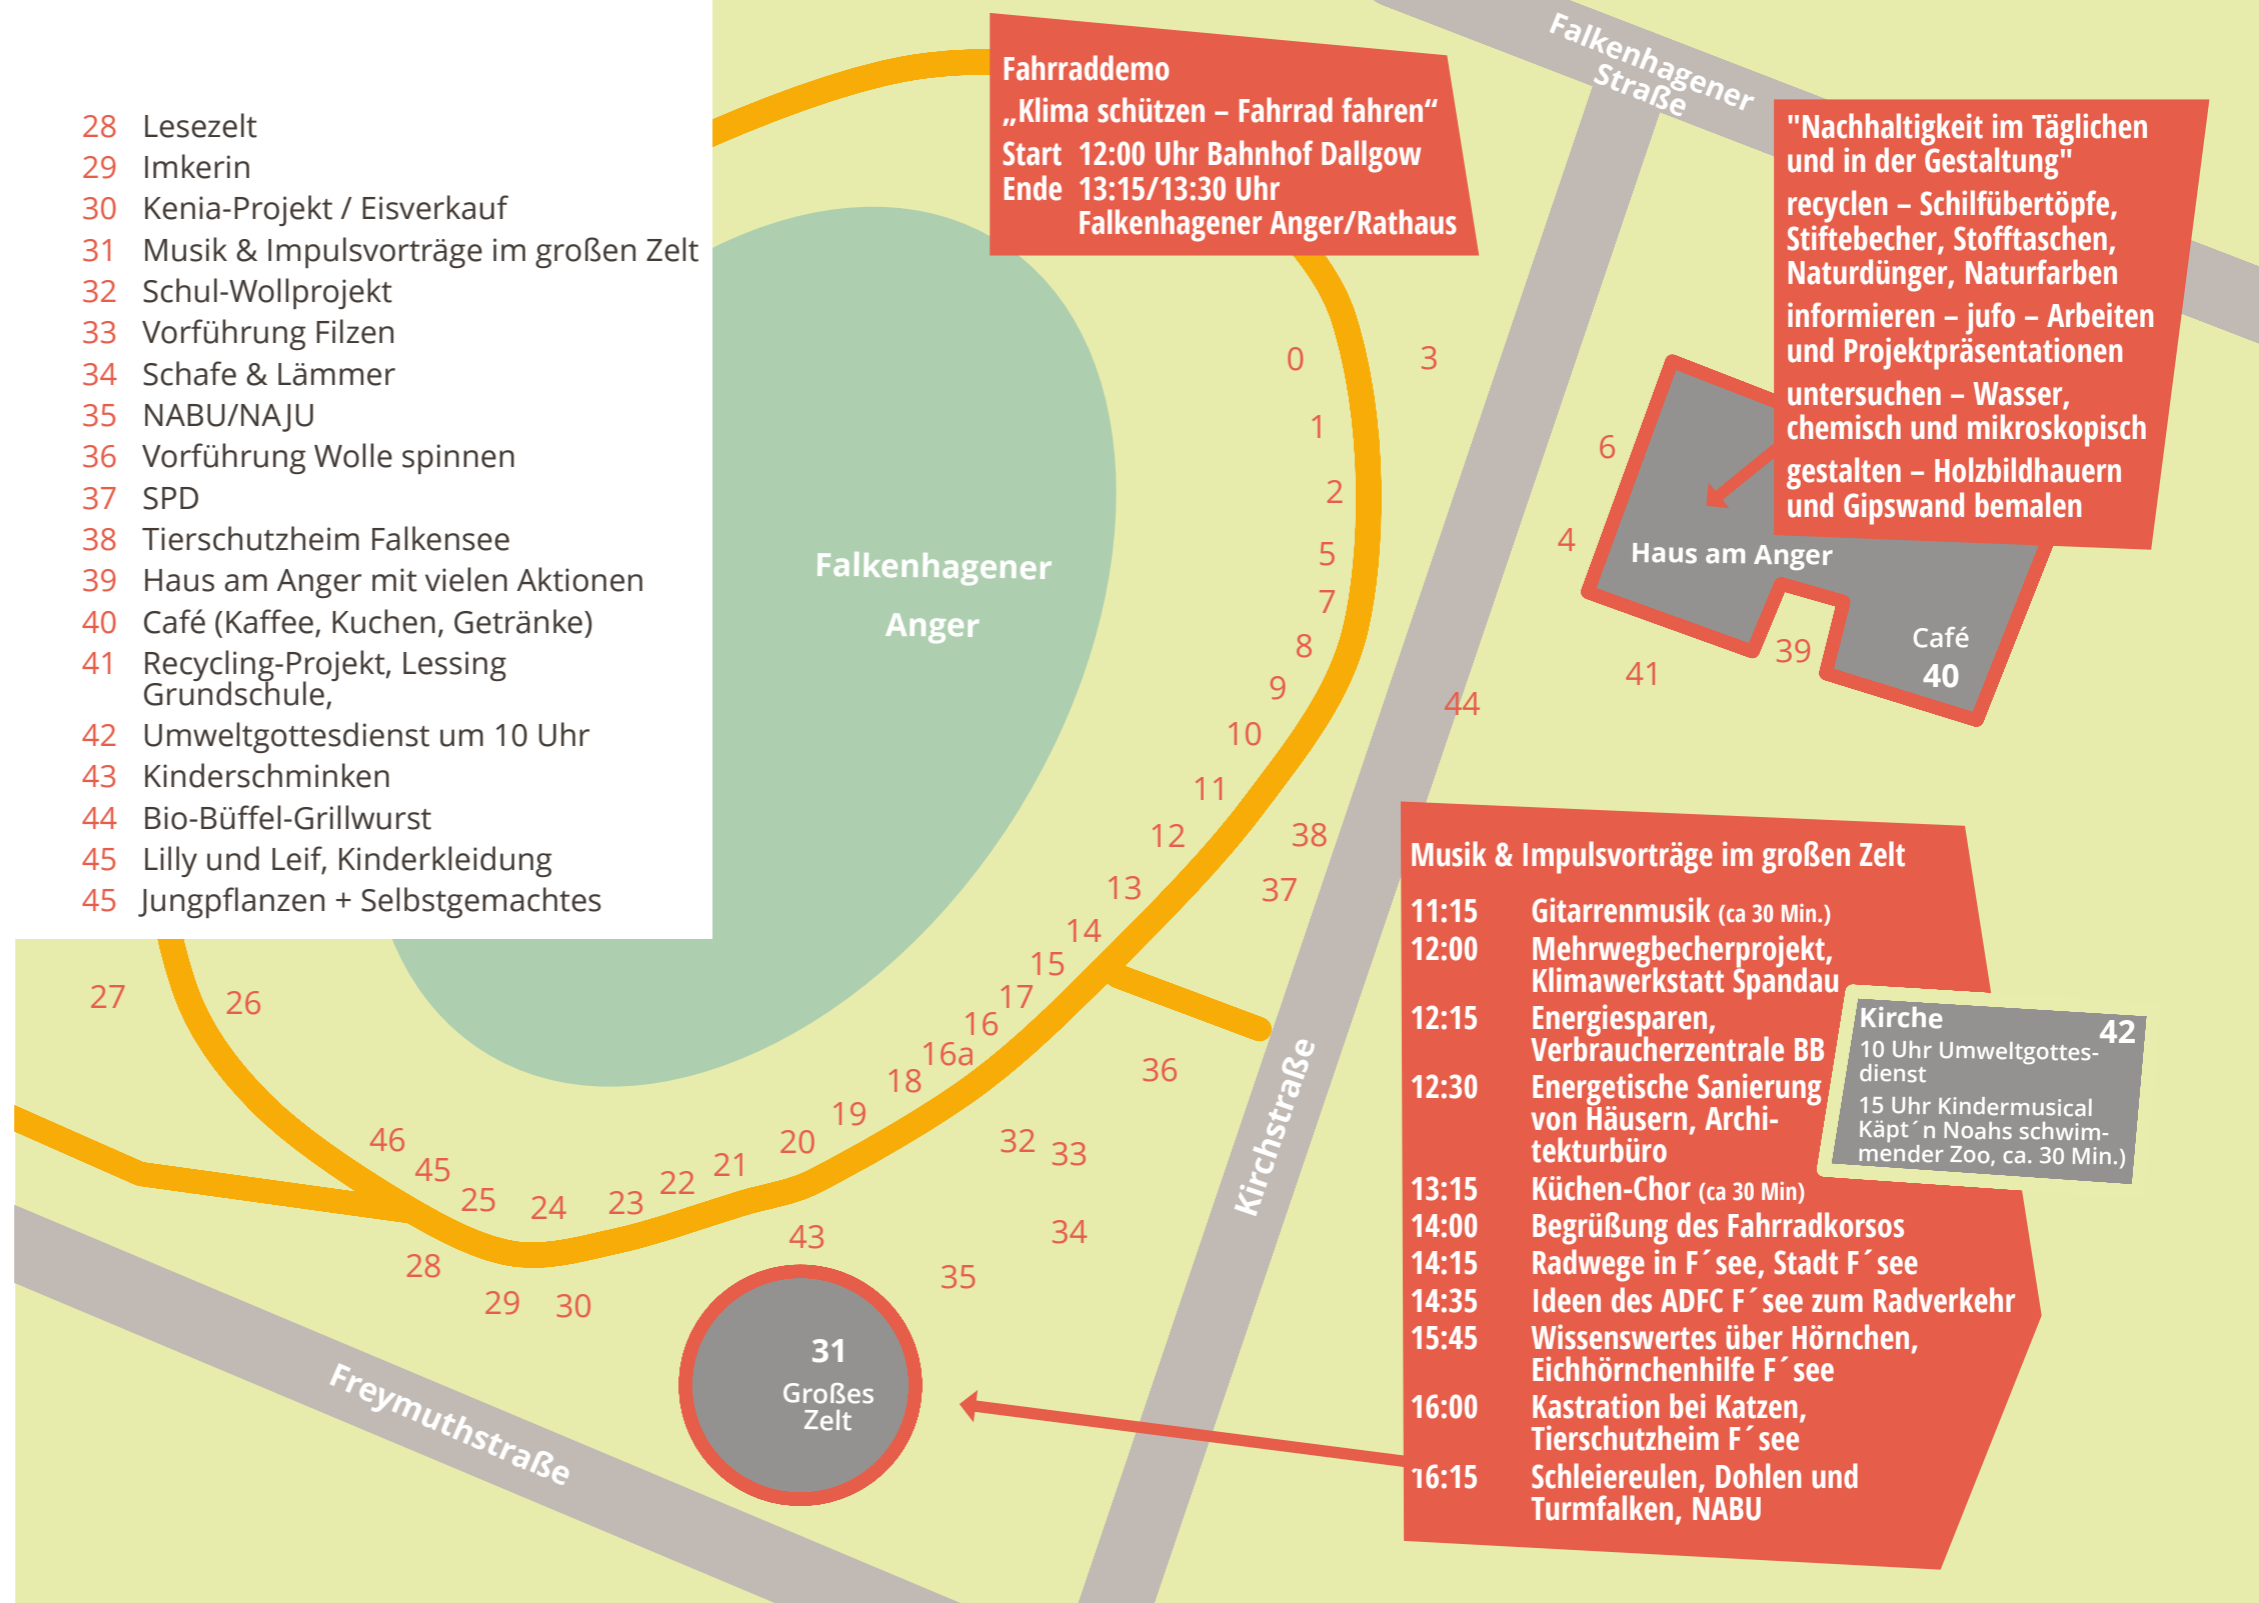 28 Lesezelt
29 Imkerin
30 Kenia-Projekt / Eisverkauf
31 Musik & Impulsvorträge im großen Zelt
32 Schul-Wollprojekt
33 Vorführung Filzen
34 Schafe & Lämmer
35 NABU/NAJU
36 Vorführung Wolle spinnen
37 SPD
38 Tierschutzheim Falkensee
39 Haus am Anger mit vielen Aktionen
40 Café (Kaffee, Kuchen, Getränke)
41 Recycling-Projekt, Lessing
Grundschule,
42 Umweltgottesdienst um 10 Uhr
43 Kinderschminken
44 Bio-Büffel-Grillwurst
45 Lilly und Leif, Kinderkleidung
45 Jungpflanzen + Selbstgemachtes
Fahrraddemo
„Klima schützen – Fahrrad fahren“
Start 12:00 Uhr Bahnhof Dallgow
Ende 13:15/13:30 Uhr
Falkenhagener Anger/Rathaus
Falkenhagener
Straße
"Nachhaltigkeit im Täglichen
und in der Gestaltung"
recyclen – Schilfübertöpfe,
Stiftebecher, Stofftaschen,
Naturdünger, Naturfarben
informieren – jufo – Arbeiten
und Projektpräsentationen
untersuchen – Wasser,
chemisch und mikroskopisch
gestalten – Holzbildhauern
und Gipswand bemalen
Falkenhagener
Anger
0
3
1
2
5
7
8
9
10
11
12
13
14
15
17
16
16a
18
19
20
21
22
23
24
25
45
46
26
27
28
29
30
43
35
34
33
32
36
37
38
44
6
4
41
39
Haus am Anger
Café
40
31
Großes
Zelt
Kirchstraße
Freymuthstraße
Musik & Impulsvorträge im großen Zelt
11:15 Gitarrenmusik (ca 30 Min.)
12:00 Mehrwegbecherprojekt,
Klimawerkstatt Spandau
12:15 Energiesparen,
Verbraucherzentrale BB
12:30 Energetische Sanierung
von Häusern, Archi-
tekturbüro
13:15 Küchen-Chor (ca 30 Min)
14:00 Begrüßung des Fahrradkorsos
14:15 Radwege in F´see, Stadt F´see
14:35 Ideen des ADFC F´see zum Radverkehr
15:45 Wissenswertes über Hörnchen,
Eichhörnchenhilfe F´see
16:00 Kastration bei Katzen,
Tierschutzheim F´see
16:15 Schleiereulen, Dohlen und
Turmfalken, NABU
Kirche 42
10 Uhr Umweltgottes-
dienst
15 Uhr Kindermusical
Käpt´n Noahs schwim-
mender Zoo, ca. 30 Min.)